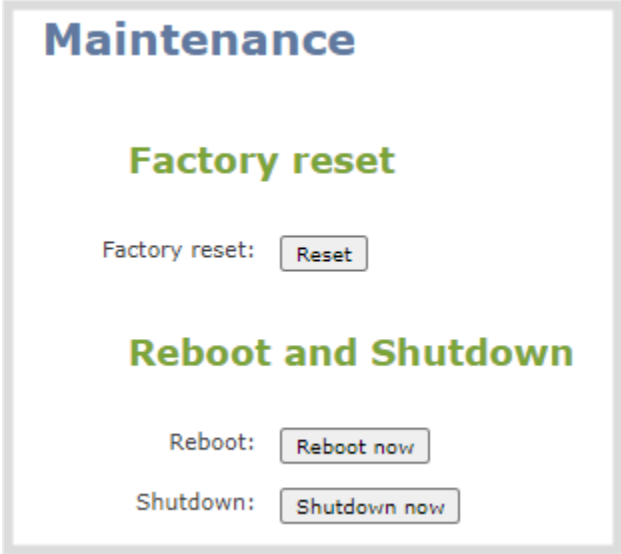 Maintenance
Factory reset
Factory reset: Reset
Reboot and Shutdown
Reboot: Reboot now
Shutdown: Shutdown now